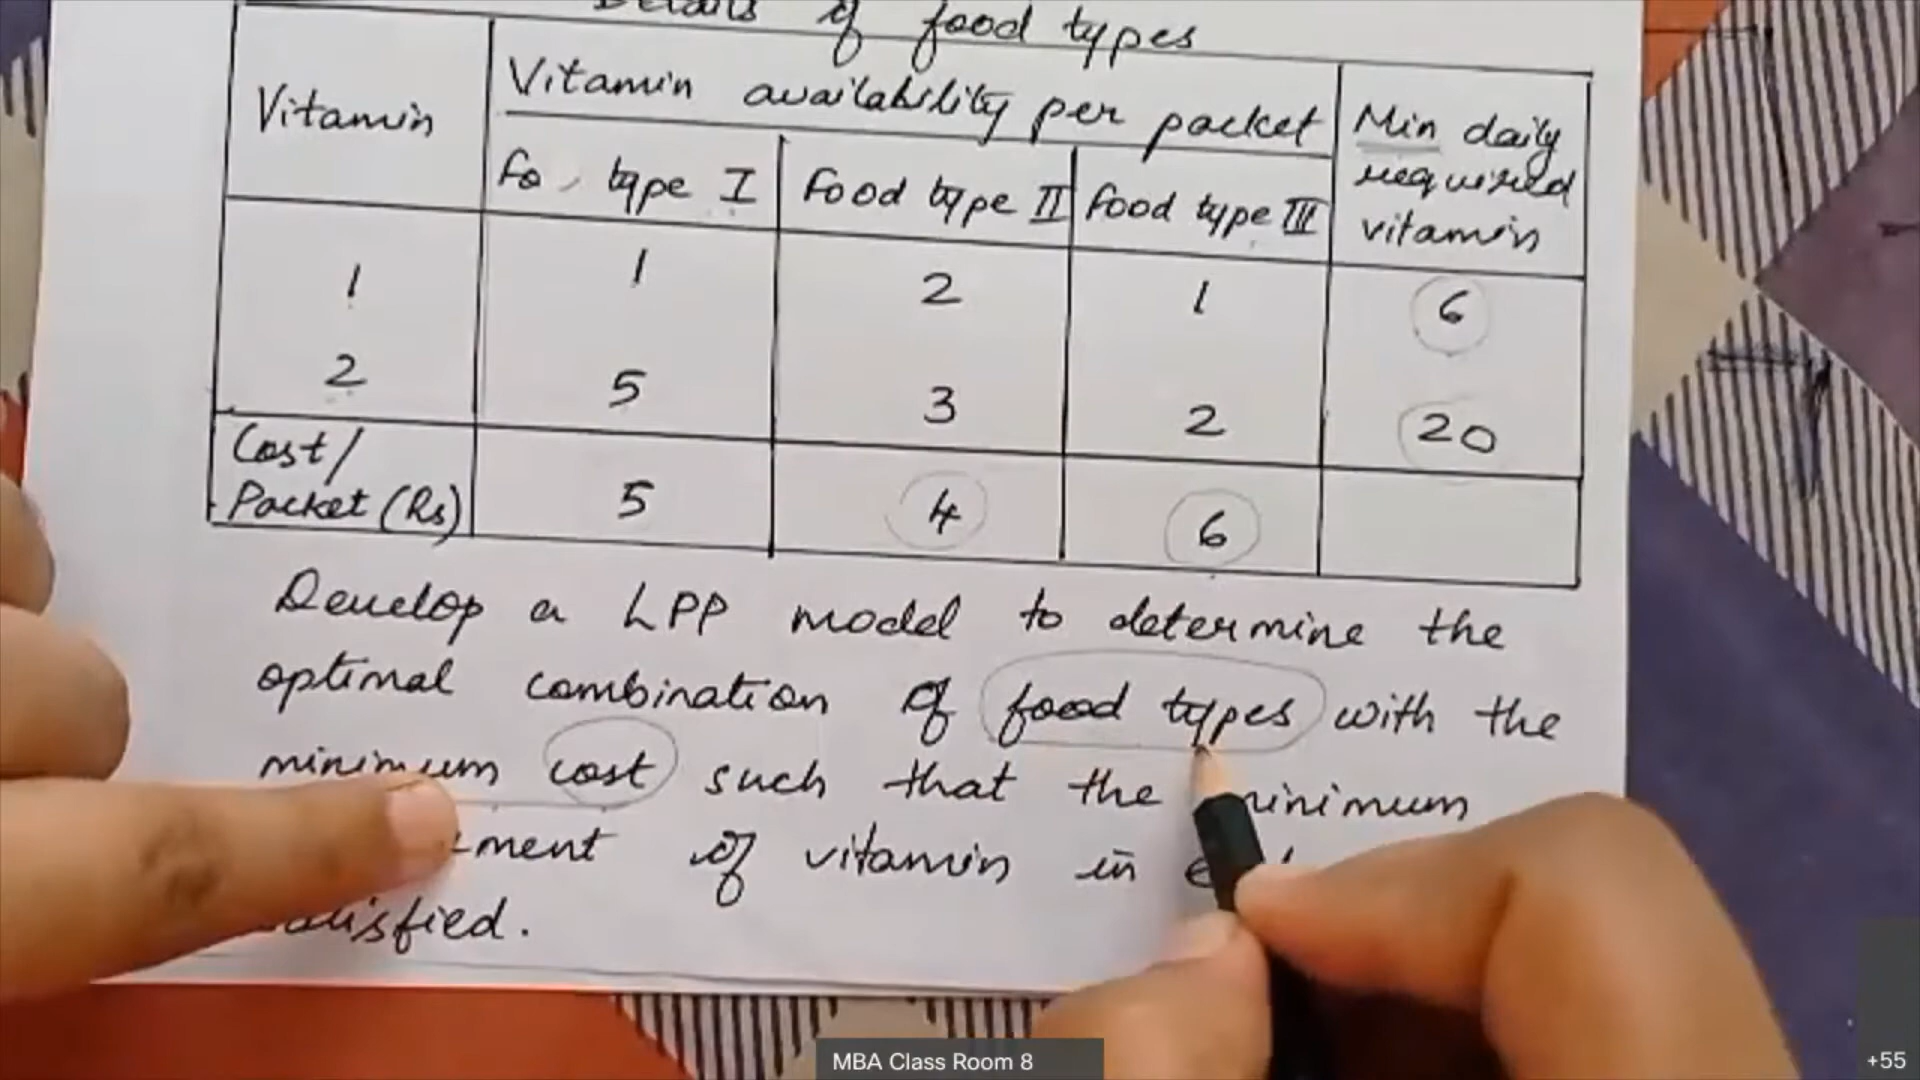 Details of food types
Vitamin
Vitamin availability per packet
Min daily
required
vitamin
type I
Food type II
Food type III
1 1 2 1 6
2 5 3 2 20
Cost/
Packet (Rs) 5 4 6
Develop a LPP model to determine the
optimal combination of food types with the
minimum cost such that the minimum
of vitamin in
satisfied.
MBA Class Room 8
+55